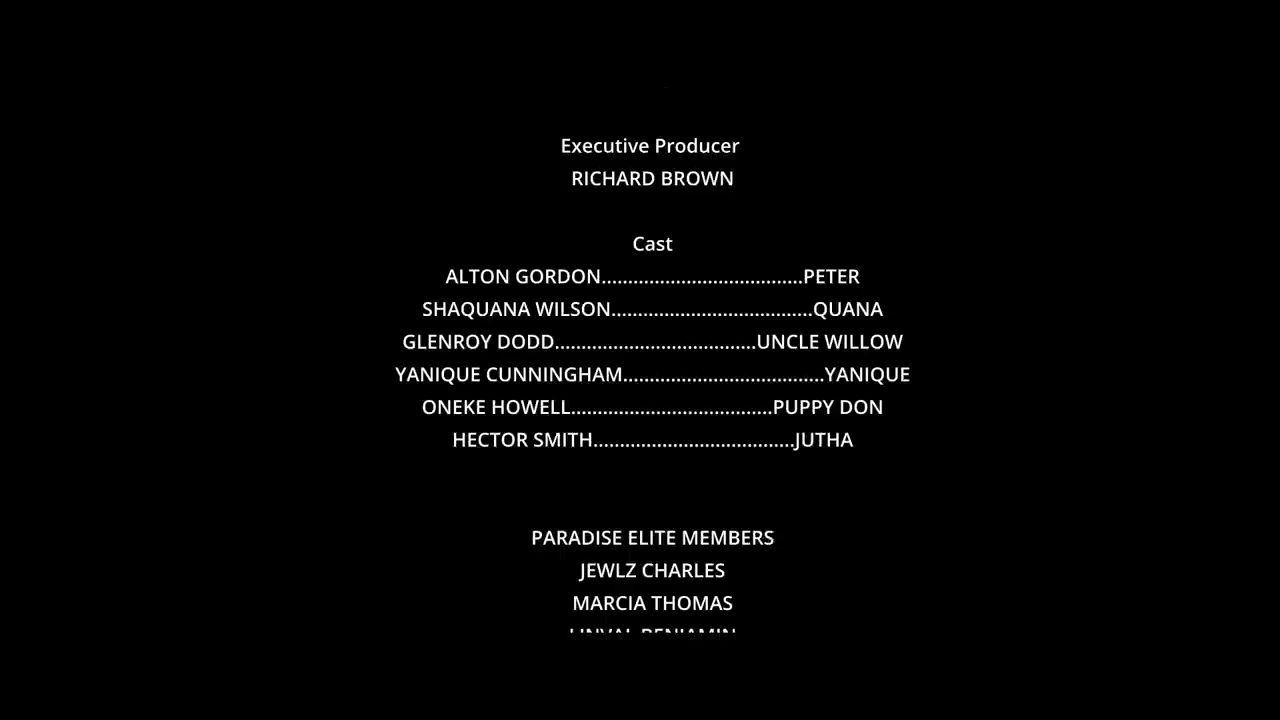 Executive Producer
RICHARD BROWN
Cast
ALTON GORDON......................................PETER
SHAQUANA WILSON......................................QUANA
GLENROY DODD......................................UNCLE WILLOW
YANIQUE CUNNINGHAM......................................YANIQUE
ONEKE HOWELL......................................PUPPY DON
HECTOR SMITH......................................JUTHA
PARADISE ELITE MEMBERS
JEWLZ CHARLES
MARCIA THOMAS